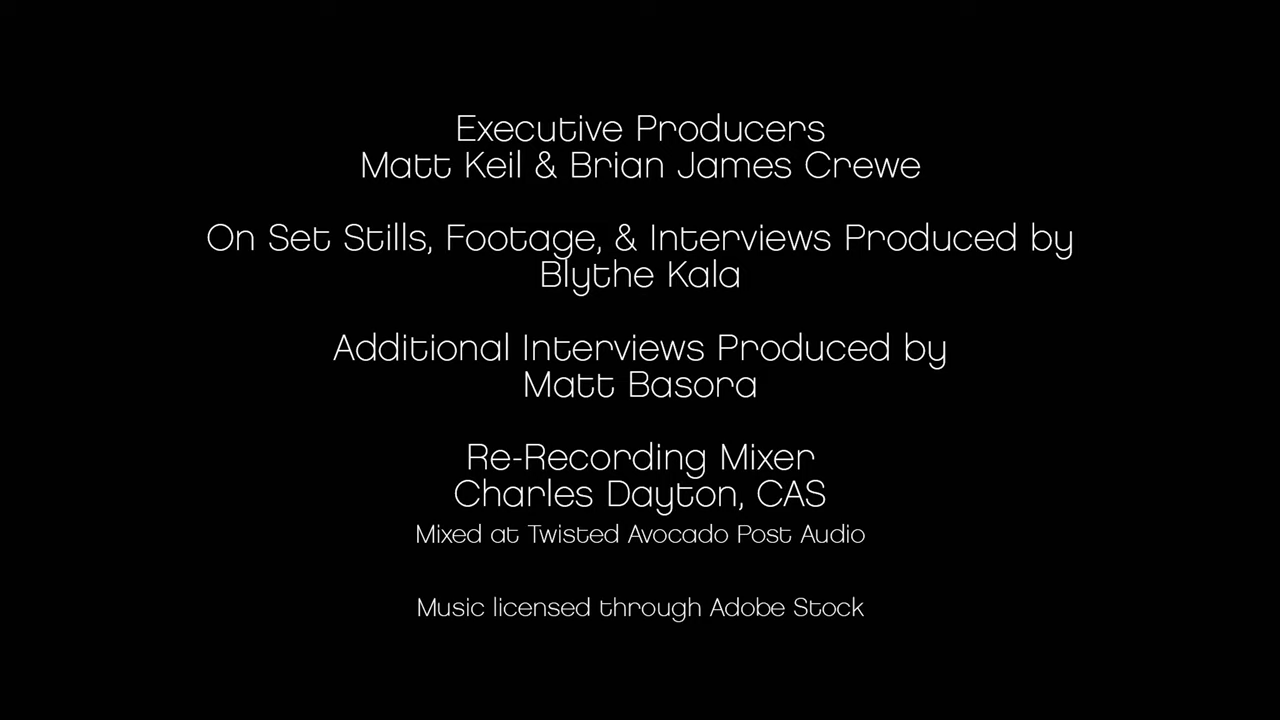 Executive Producers
Matt Keil & Brian James Crewe
On Set Stills, Footage, & Interviews Produced by
Blythe Kala
Additional Interviews Produced by
Matt Basora
Re-Recording Mixer
Charles Dayton, CAS
Mixed at Twisted Avocado Post Audio
Music licensed through Adobe Stock